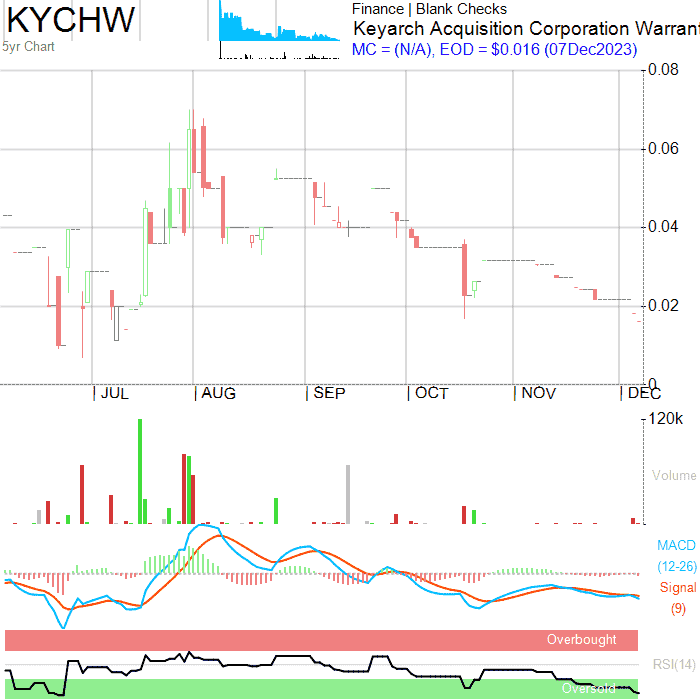 KYCHW
5yr Chart
Finance | Blank Checks
Keyarch Acquisition Corporation Warrant
MC = (N/A), EOD = $0.016 (07Dec2023)
0.08
0.06
0.04
0.02
0
JUL AUG SEP OCT NOV DEC
120k
Volume
MACD
(12-26)
Signal
(9)
Overbought
RSI(14)
Oversold